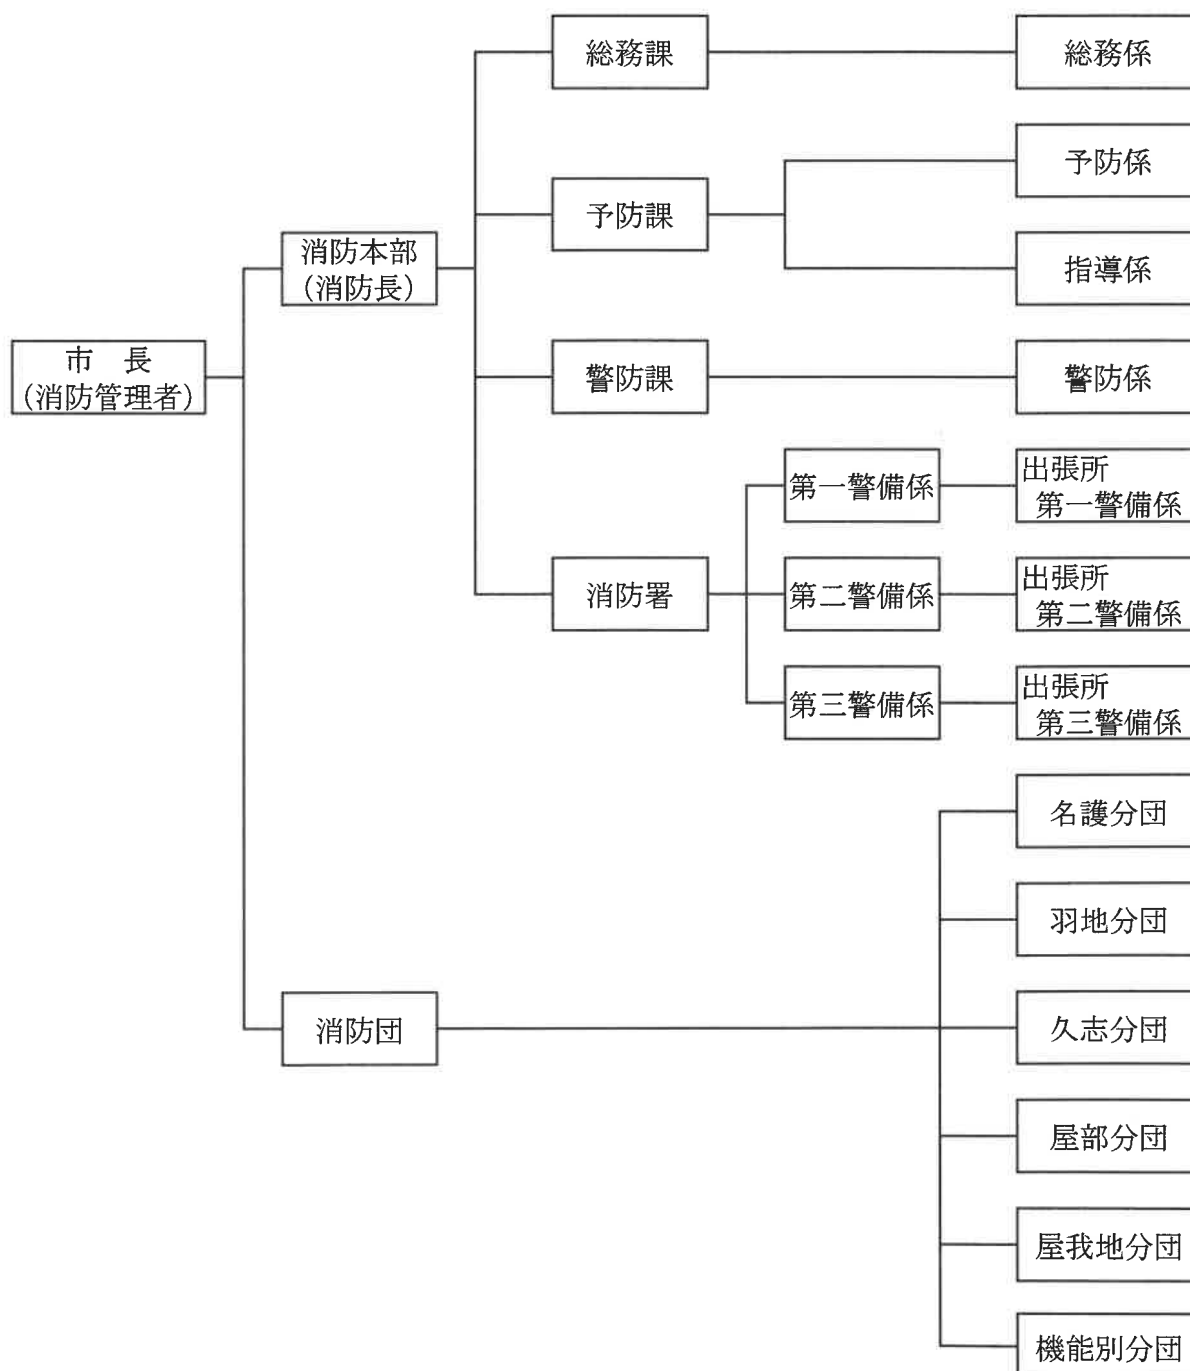 市　長
（消防管理者）
消防本部
（消防長）
総務課
総務係
予防課
予防係
指導係
警防課
警防係
消防署
第一警備係
出張所
第一警備係
第二警備係
出張所
第二警備係
第三警備係
出張所
第三警備係
消防団
名護分団
羽地分団
久志分団
屋部分団
屋我地分団
機能別分団